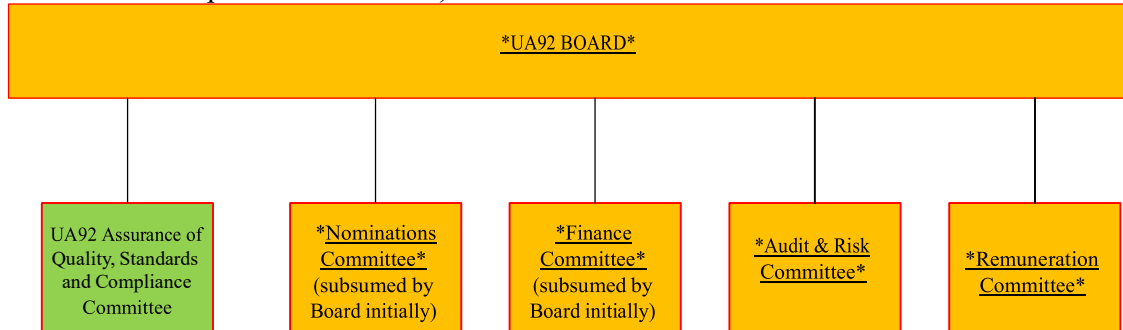 *UA92 BOARD*
UA92 Assurance of
Quality, Standards
and Compliance
Committee
*Nominations
Committee*
(subsumed by
Board initially)
*Finance
Committee*
(subsumed by
Board initially)
*Audit & Risk
Committee*
*Remuneration
Committee*